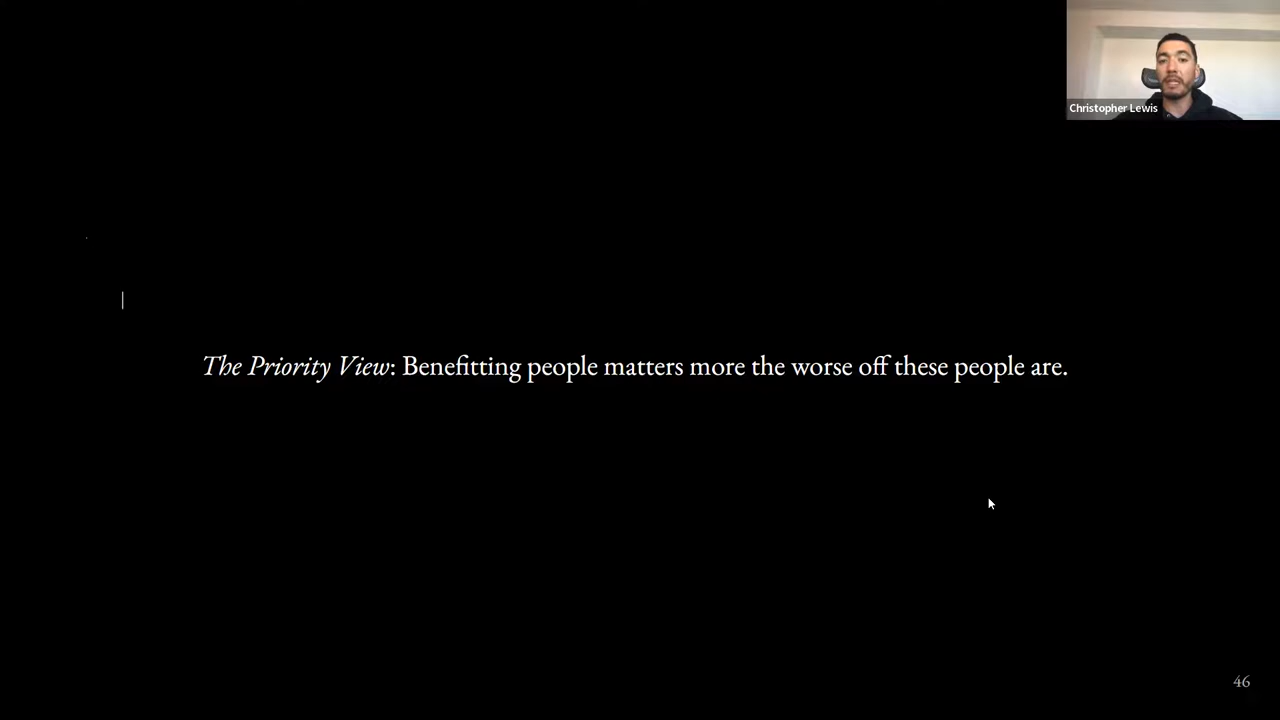 Christopher Lewis
The Priority View: Benefitting people matters more the worse off these people are.
46